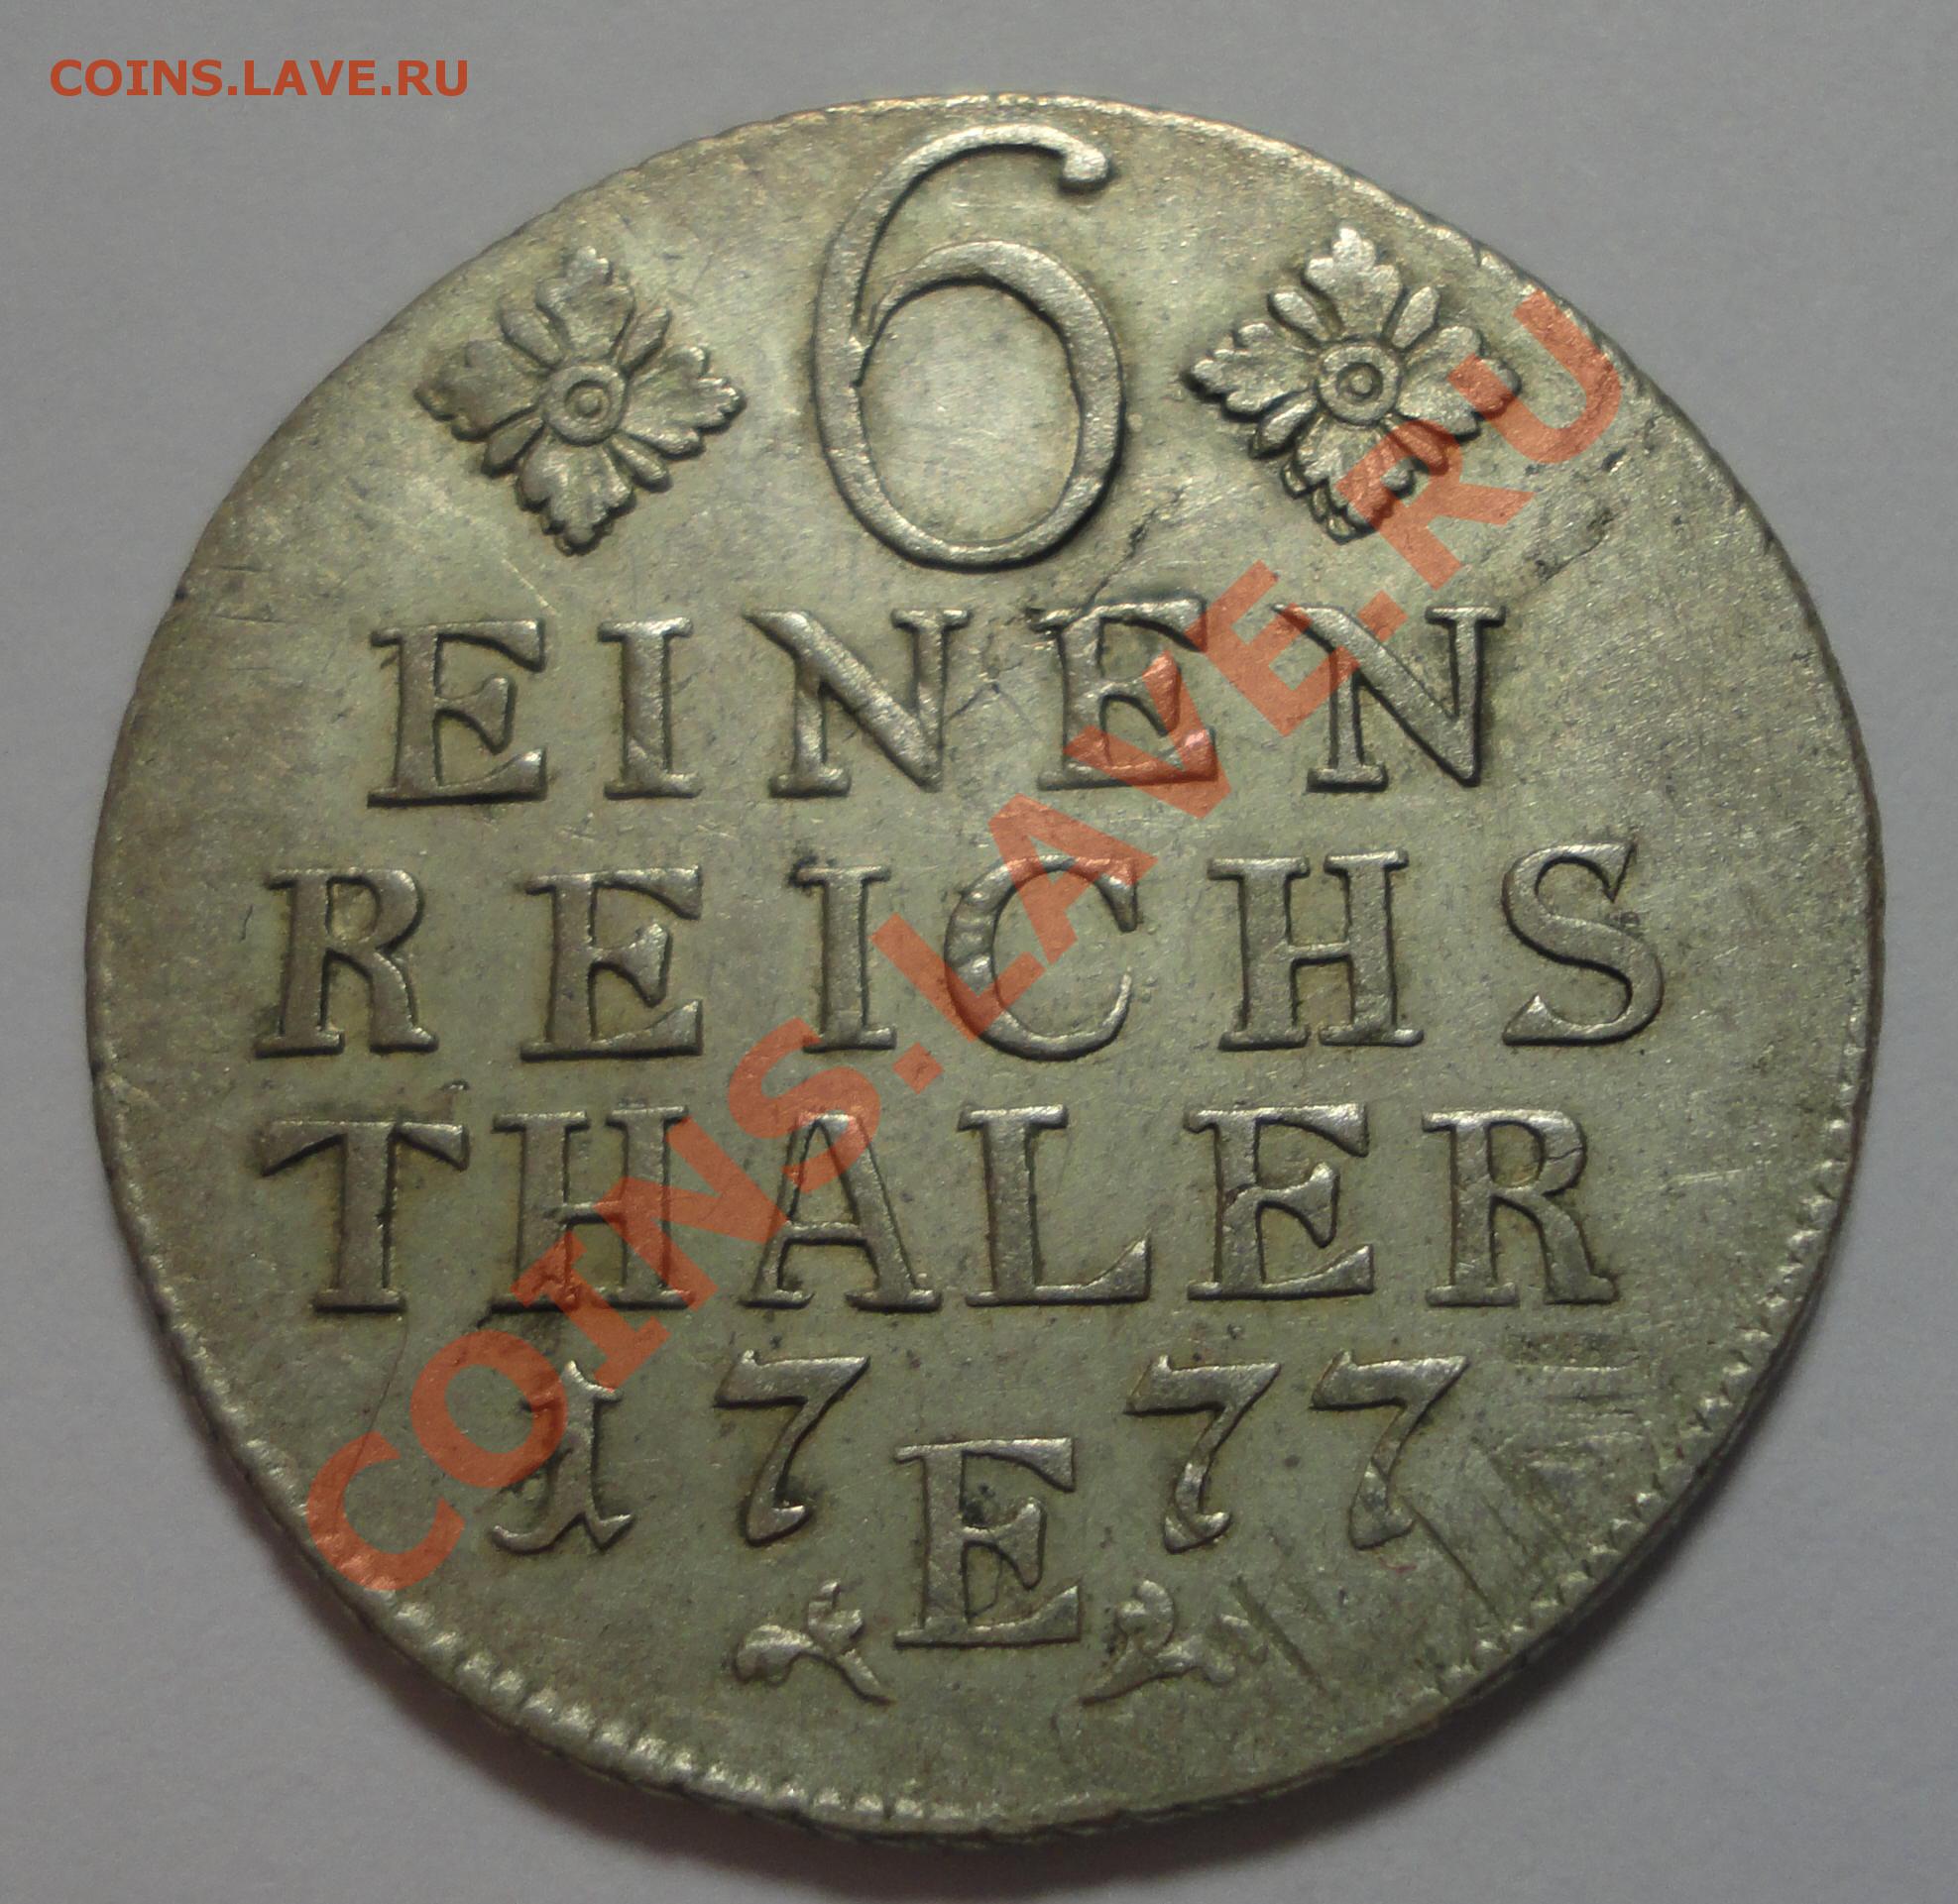 COINS.LAVE.RU
6
EINEN
REICHS
THALER
1777
E
COINS.LAVE.RU